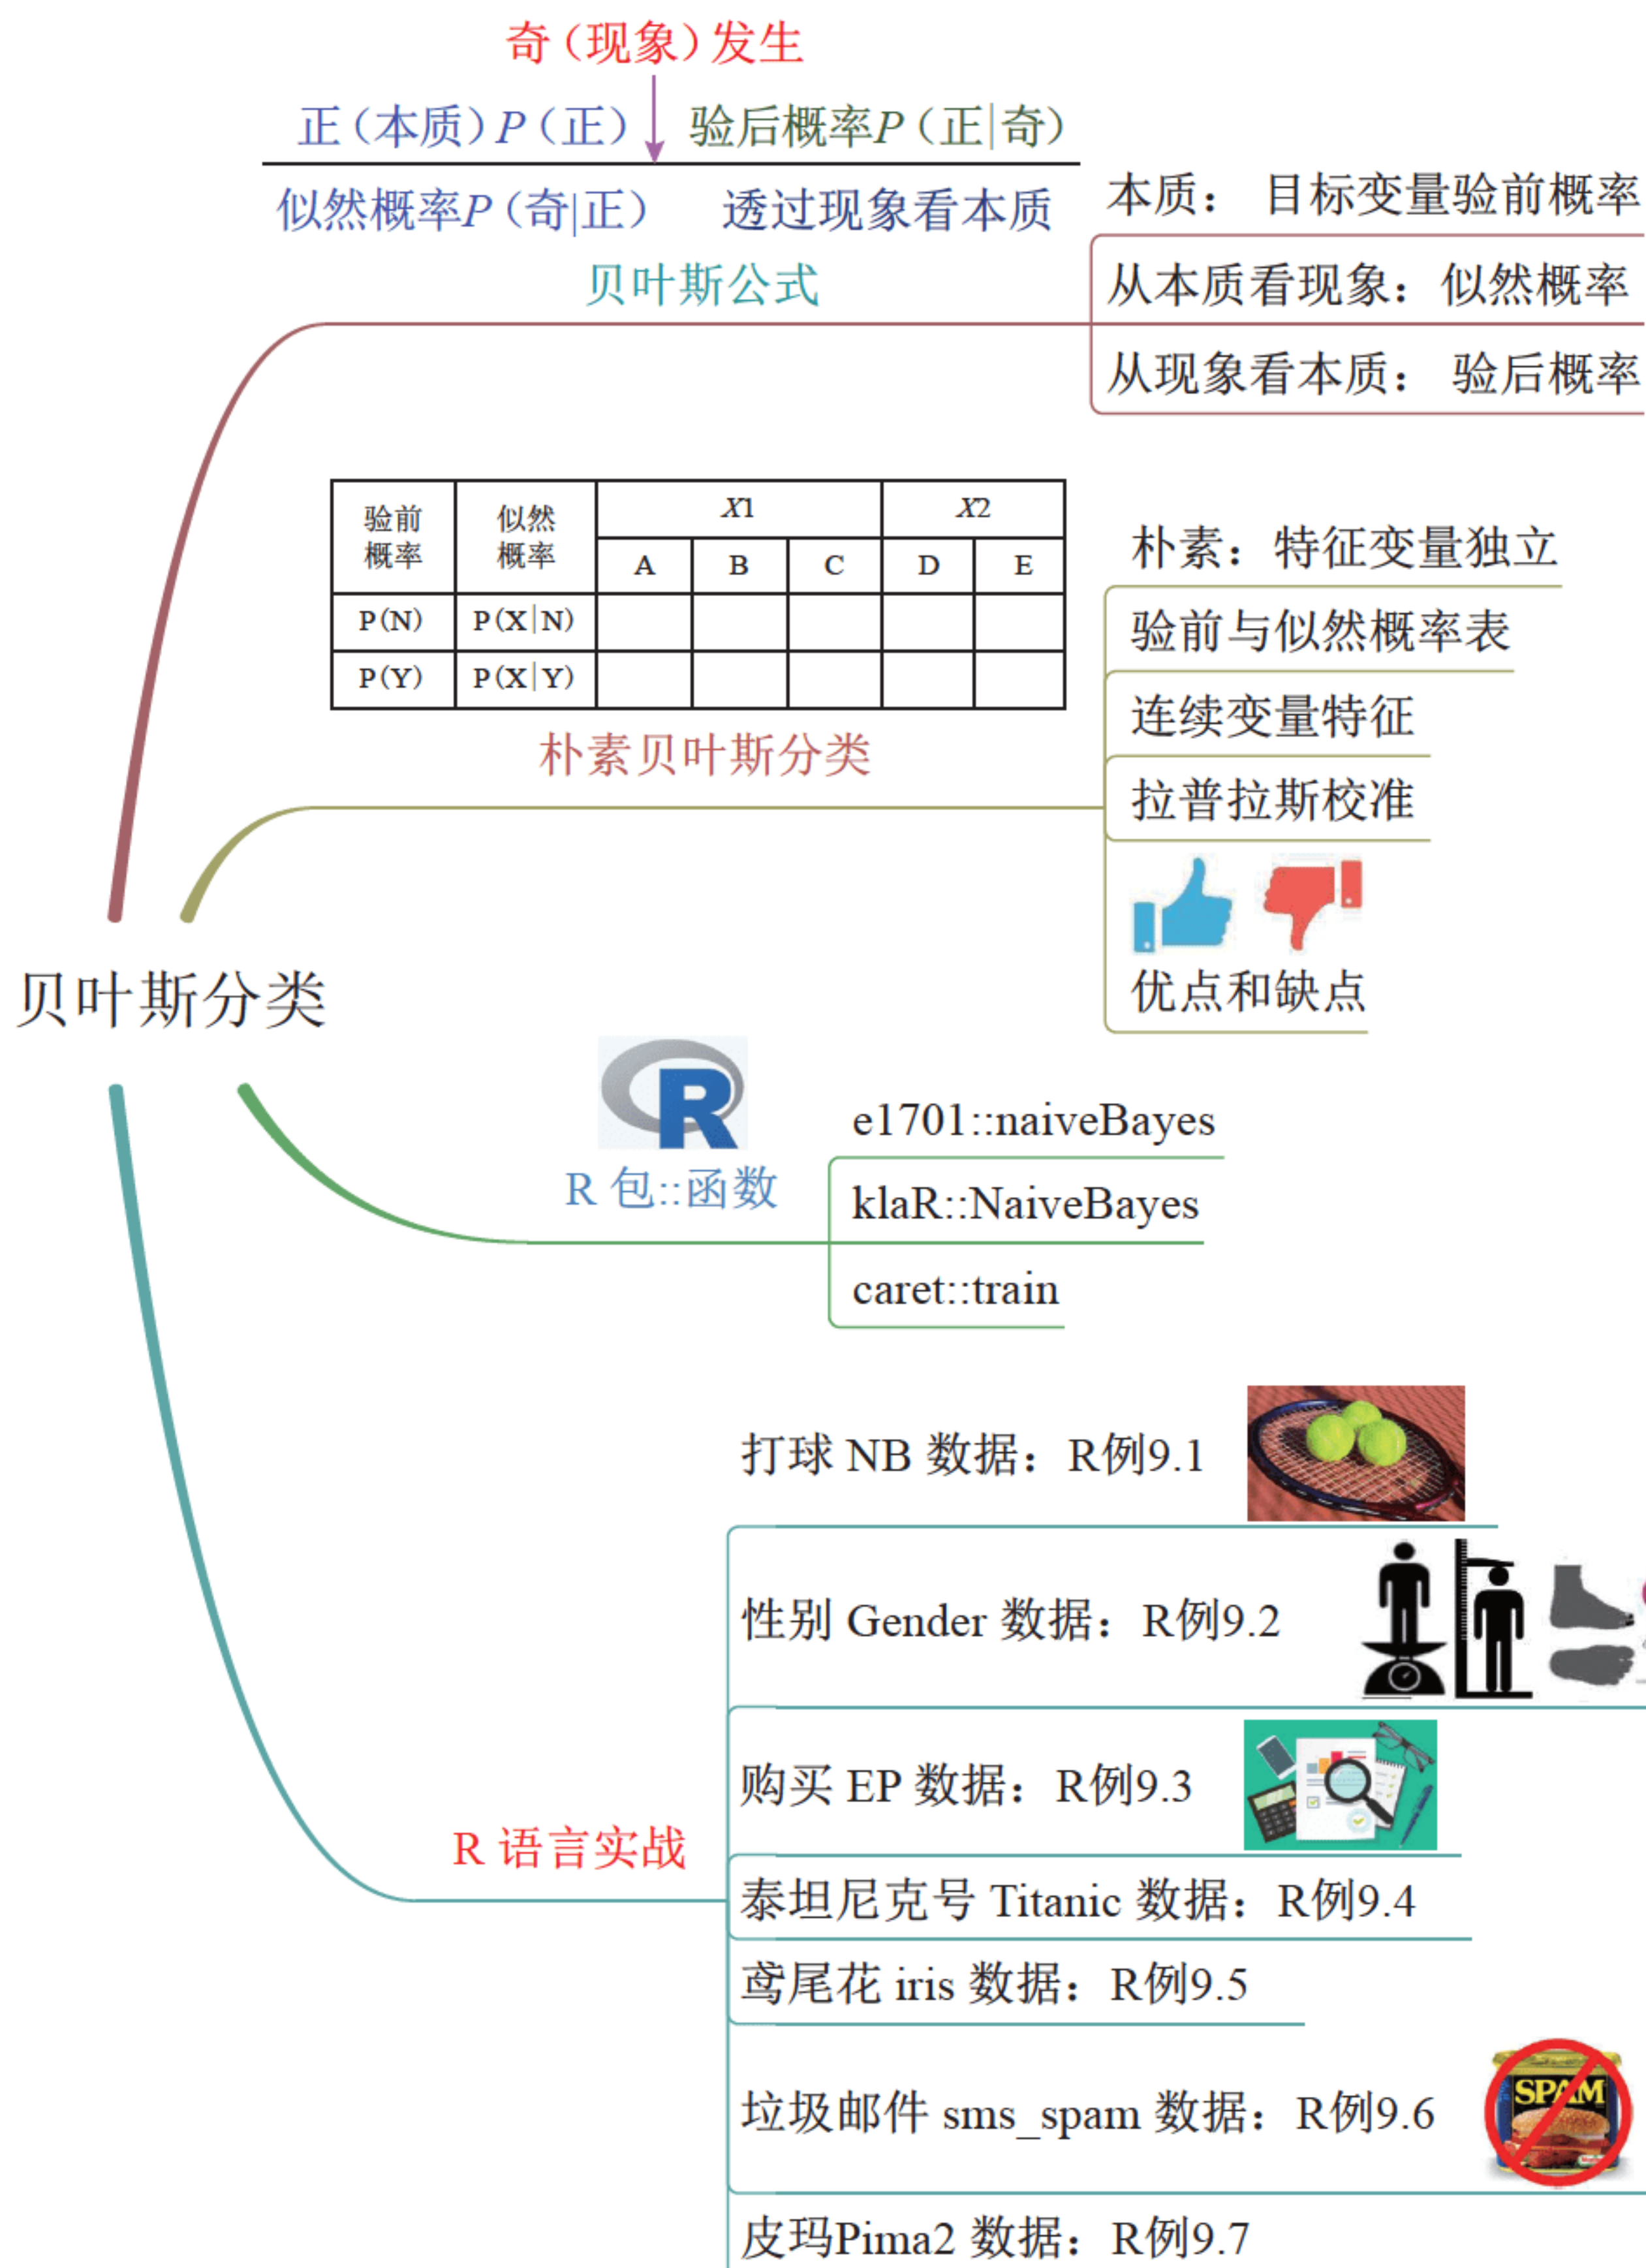 奇（现象）发生
正（本质）P（正） 验后概率P（正|奇）
似然概率P（奇|正） 透过现象看本质
贝叶斯公式
本质： 目标变量验前概率
从本质看现象：似然概率
从现象看本质： 验后概率
验前概率 似然概率 X1 X2
A B C D E
P(N) P(X|N)
P(Y) P(X|Y)
朴素贝叶斯分类
朴素：特征变量独立
验前与似然概率表
连续变量特征
拉普拉斯校准
优点和缺点
贝叶斯分类
R
R 包::函数
e1701::naiveBayes
klaR::NaiveBayes
caret::train
R 语言实战
打球 NB 数据：R例9.1
性别 Gender 数据：R例9.2
购买 EP 数据：R例9.3
泰坦尼克号 Titanic 数据：R例9.4
鸢尾花 iris 数据：R例9.5
垃圾邮件 sms_spam 数据：R例9.6
SPAM
皮玛Pima2 数据：R例9.7